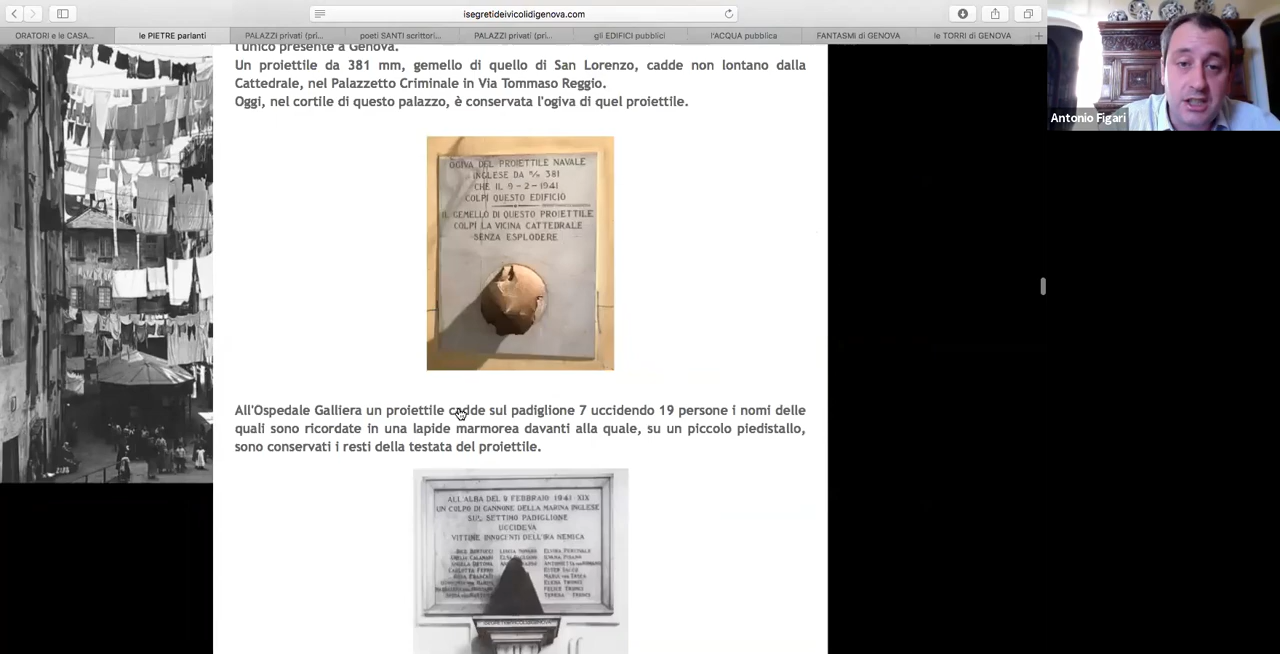 isegretideivicolidigenova.com
ORATORI e le CASA...
le PIETRE parlanti
PALAZZI privati (pri...
poeti SANTI scrittori...
PALAZZI privati (pri...
gli EDIFICI pubblici
l'ACQUA pubblica
FANTASMI di GENOVA
le TORRI di GENOVA
l'unico presente a Genova.
Un proiettile da 381 mm, gemello di quello di San Lorenzo, cadde non lontano dalla
Cattedrale, nel Palazzetto Criminale in Via Tommaso Reggio.
Oggi, nel cortile di questo palazzo, è conservata l'ogiva di quel proiettile.
Antonio Figari
OGIVA DEL PROIETTILE NAVALE
INGLESE DA M/M 381
CHE IL 9-2-1941
COLPI QUESTO EDIFICIO
IL GEMELLO DI QUESTO PROIETTILE
COLPI LA VICINA CATTEDRALE
SENZA ESPLODERE
All'Ospedale Galliera un proiettile cadde sul padiglione 7 uccidendo 19 persone i nomi delle
quali sono ricordate in una lapide marmorea davanti alla quale, su un piccolo piedistallo,
sono conservati i resti della testata del proiettile.
ALL'ALBA DEL 9 FEBBRAIO 1941 XIX
UN COLPO DI CANNONE DELLA MARINA INGLESE
SUL SETTIMO PADIGLIONE
UCCIDEVA
VITTIME INNOCENTI DELL'IRA NEMICA